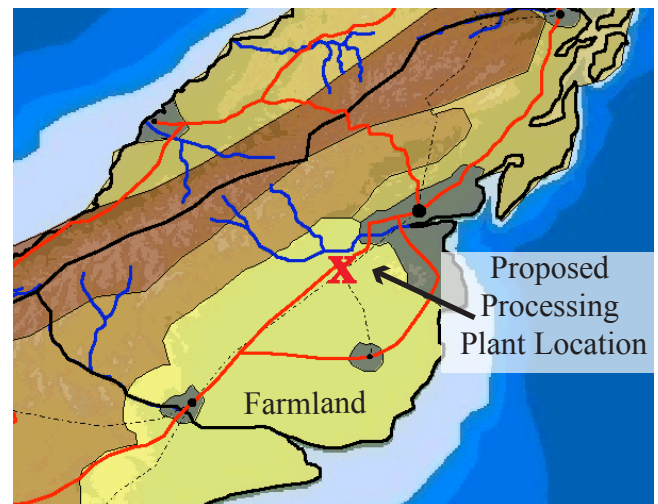 X
Proposed
Processing
Plant Location
Farmland